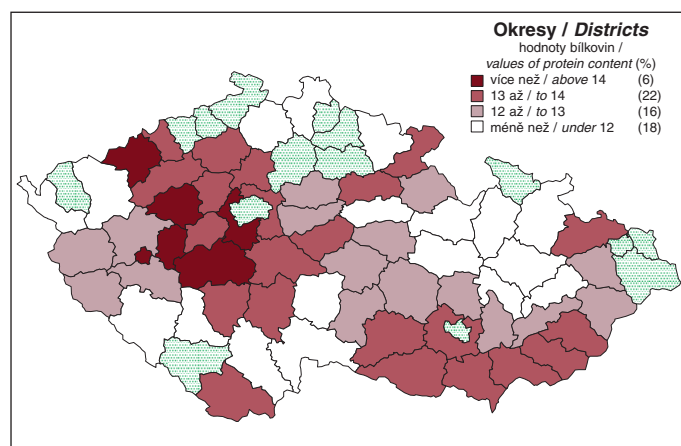 Okresy / Districts
hodnoty bílkovin /
values of protein content (%)
více než / above 14 (6)
13 až / to 14 (22)
12 až / to 13 (16)
méně než / under 12 (18)